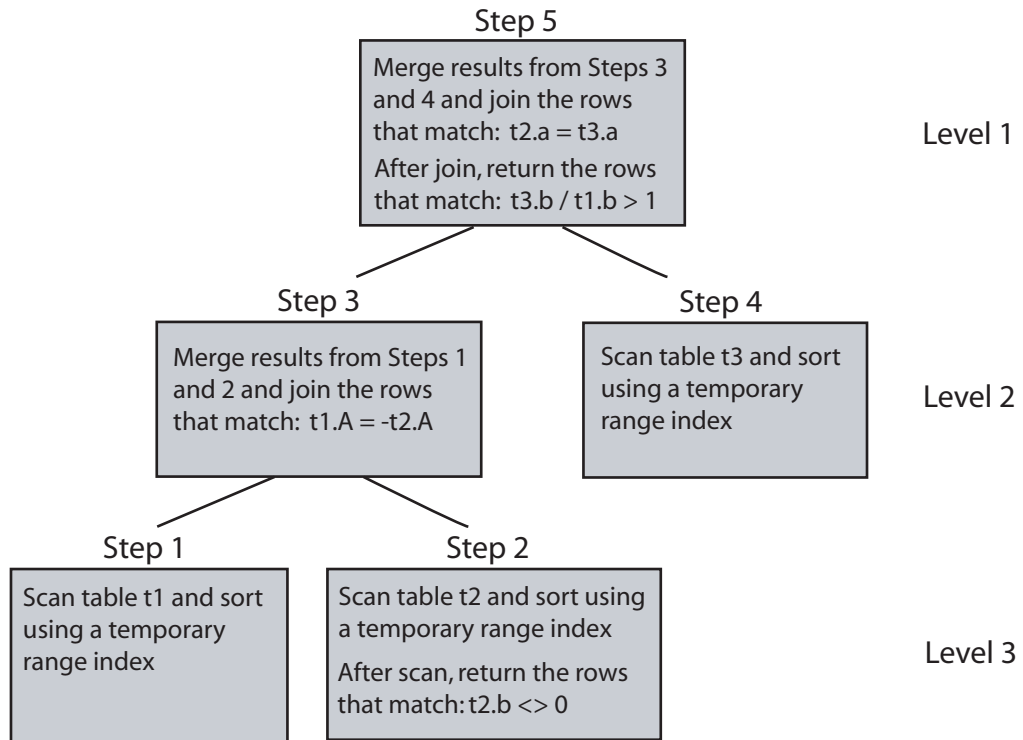 Step 5
Merge results from Steps 3
and 4 and join the rows
that match: t2.a = t3.a
After join, return the rows
that match: t3.b / t1.b > 1
Level 1
Step 3
Merge results from Steps 1
and 2 and join the rows
that match: t1.A = -t2.A
Step 4
Scan table t3 and sort
using a temporary
range index
Level 2
Step 1
Scan table t1 and sort
using a temporary
range index
Step 2
Scan table t2 and sort using
a temporary range index
After scan, return the rows
that match: t2.b <> 0
Level 3